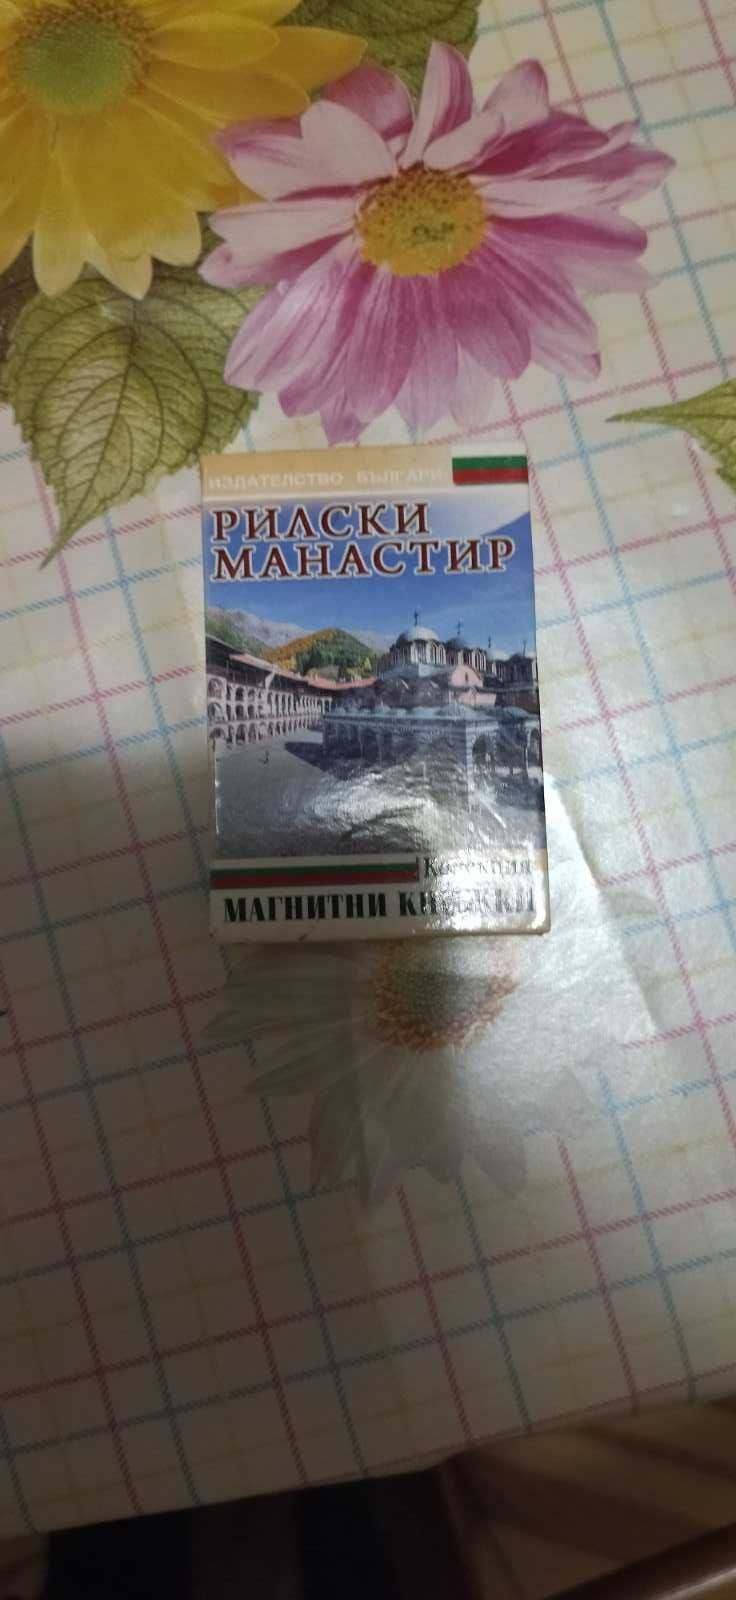 ИЗДАТЕЛСТВО БЪЛГАРИ
РИЛСКИ
МАНАСТИР
Колекция
МАГНИТНИ КНИЖКИ